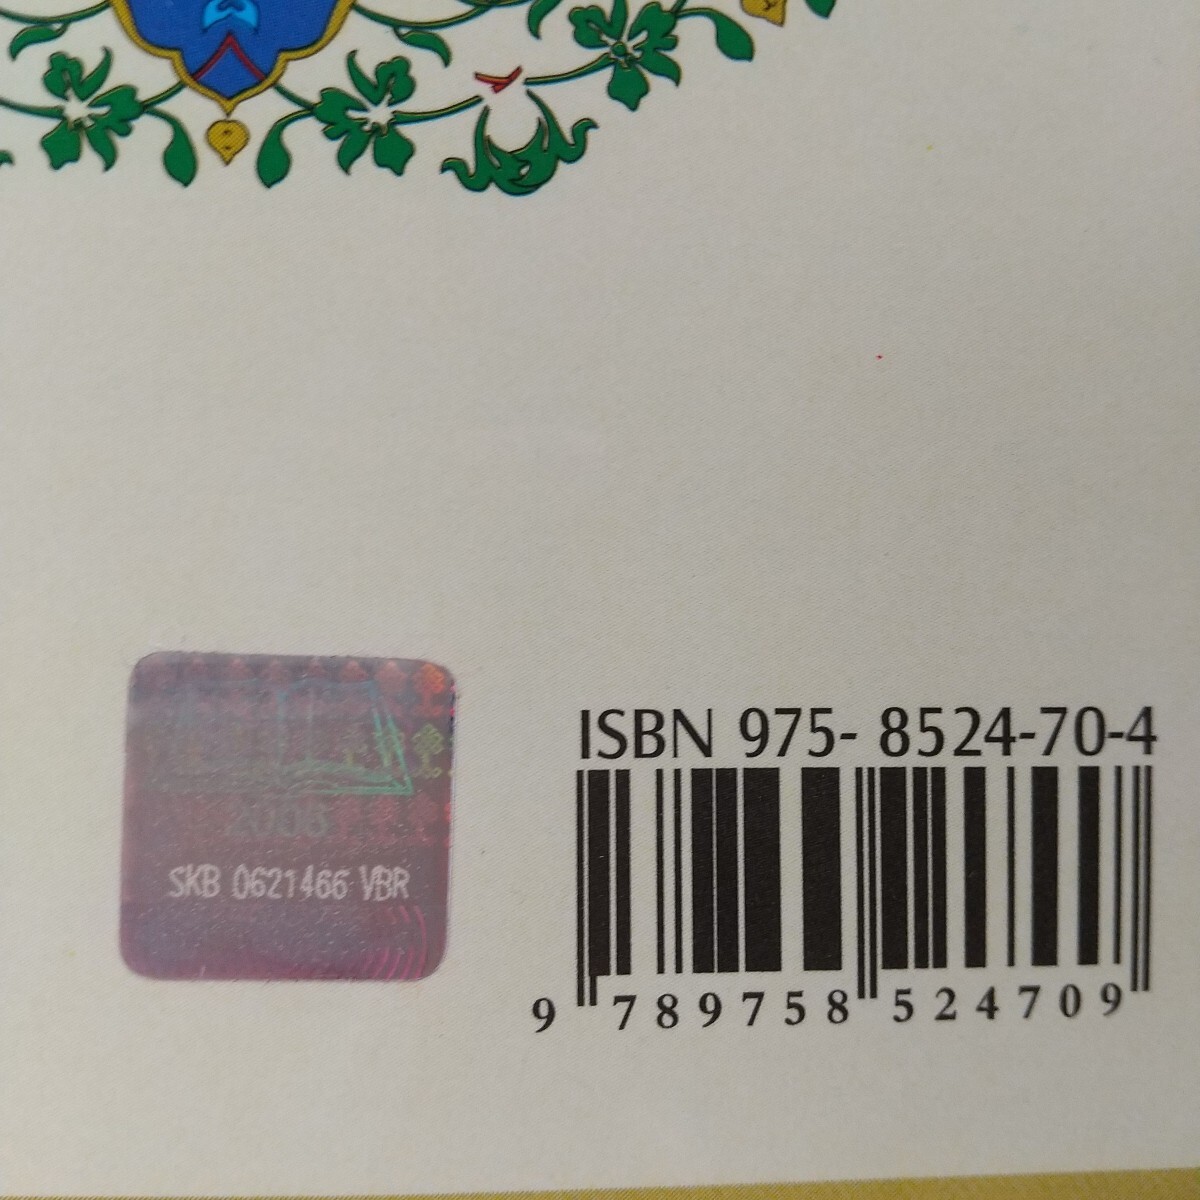 ISBN 975- 8524-70-4
9 789758 524709
2006
SKB 0621466 VBR